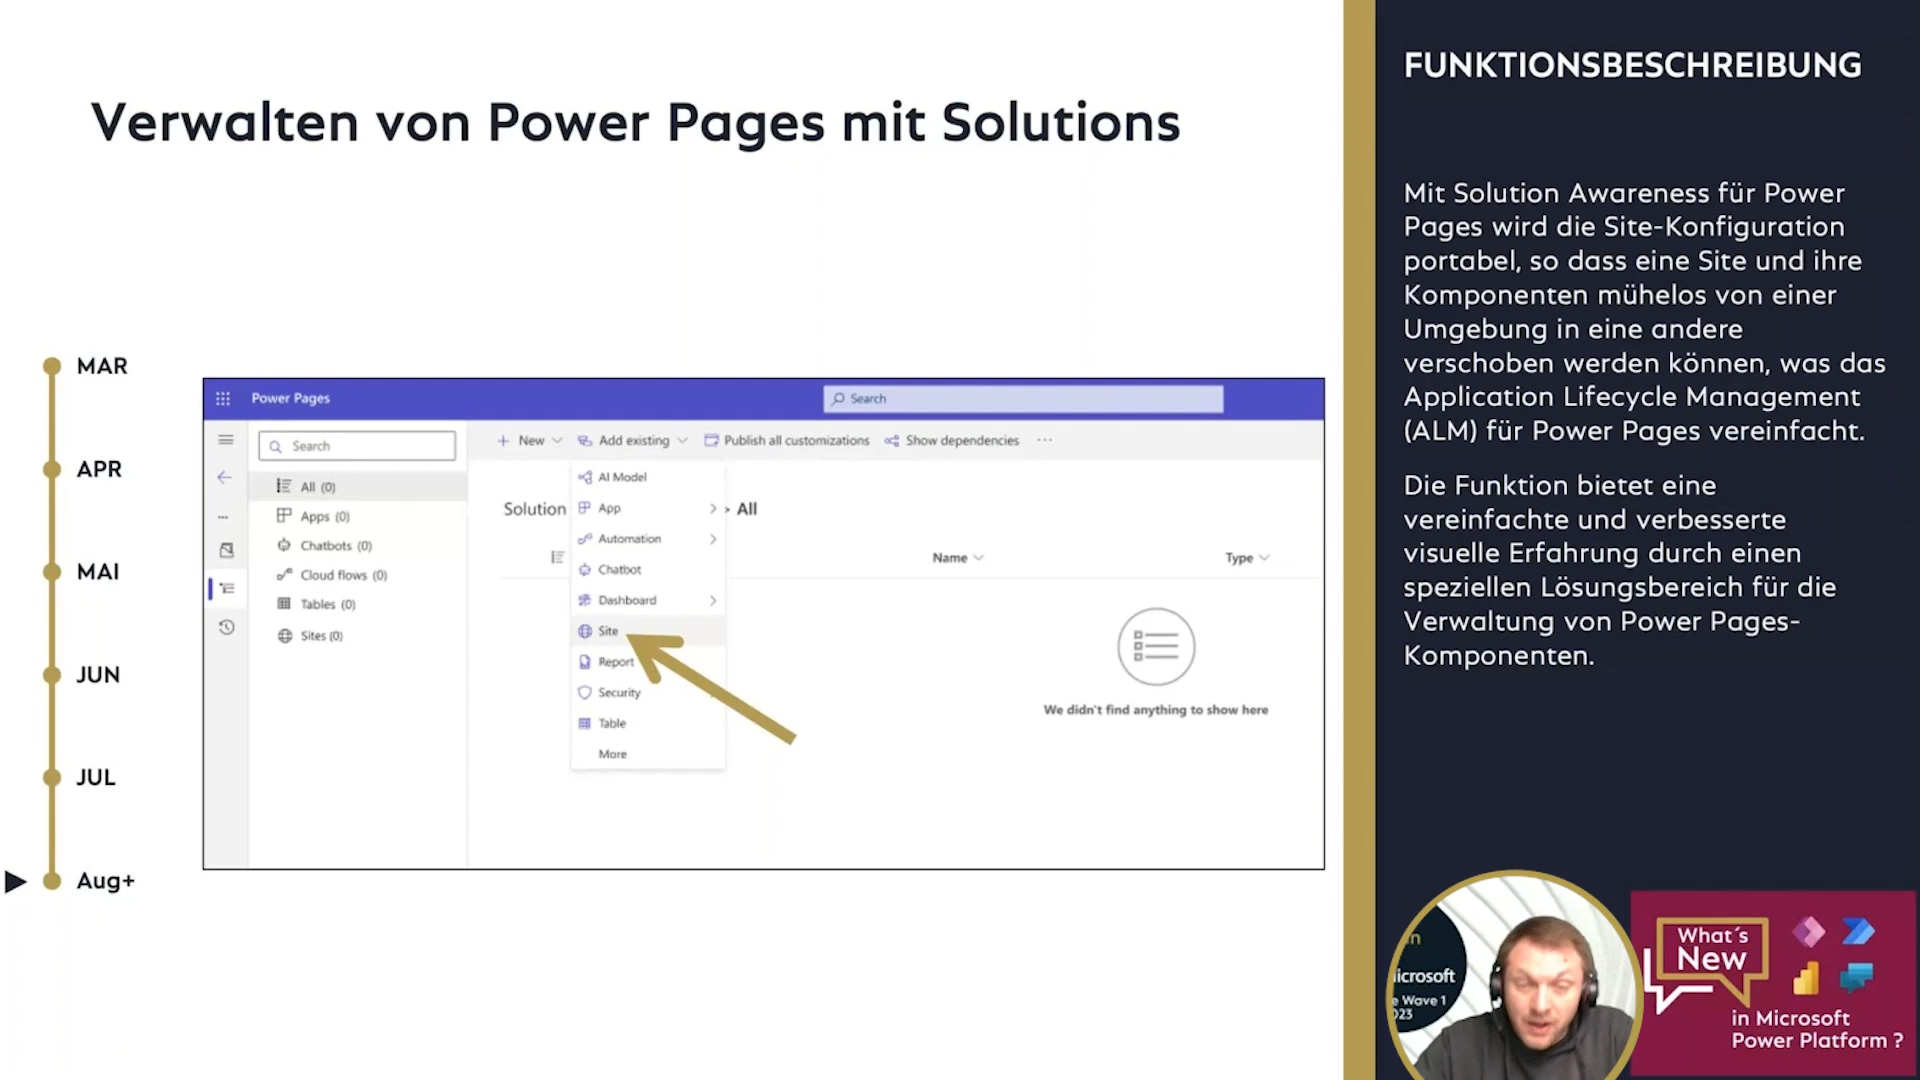 Verwalten von Power Pages mit Solutions
MAR
APR
MAI
JUN
JUL
Aug+
Power Pages
Search
Search
All (0)
Apps (0)
Chatbots (0)
Cloud flows (0)
Tables (0)
Sites (0)
New
Add existing
Publish all customizations
Show dependencies
Solution
> All
AI Model
App
Automation
Chatbot
Dashboard
Site
Report
Security
Table
More
Name
Type
We didn't find anything to show here
FUNKTIONSBESCHREIBUNG
Mit Solution Awareness für Power
Pages wird die Site-Konfiguration
portabel, so dass eine Site und ihre
Komponenten mühelos von einer
Umgebung in eine andere
verschoben werden können, was das
Application Lifecycle Management
(ALM) für Power Pages vereinfacht.
Die Funktion bietet eine
vereinfachte und verbesserte
visuelle Erfahrung durch einen
speziellen Lösungsbereich für die
Verwaltung von Power Pages-
Komponenten.
in
icrosoft
e Wave 1
023
What´s
New
in Microsoft
Power Platform ?